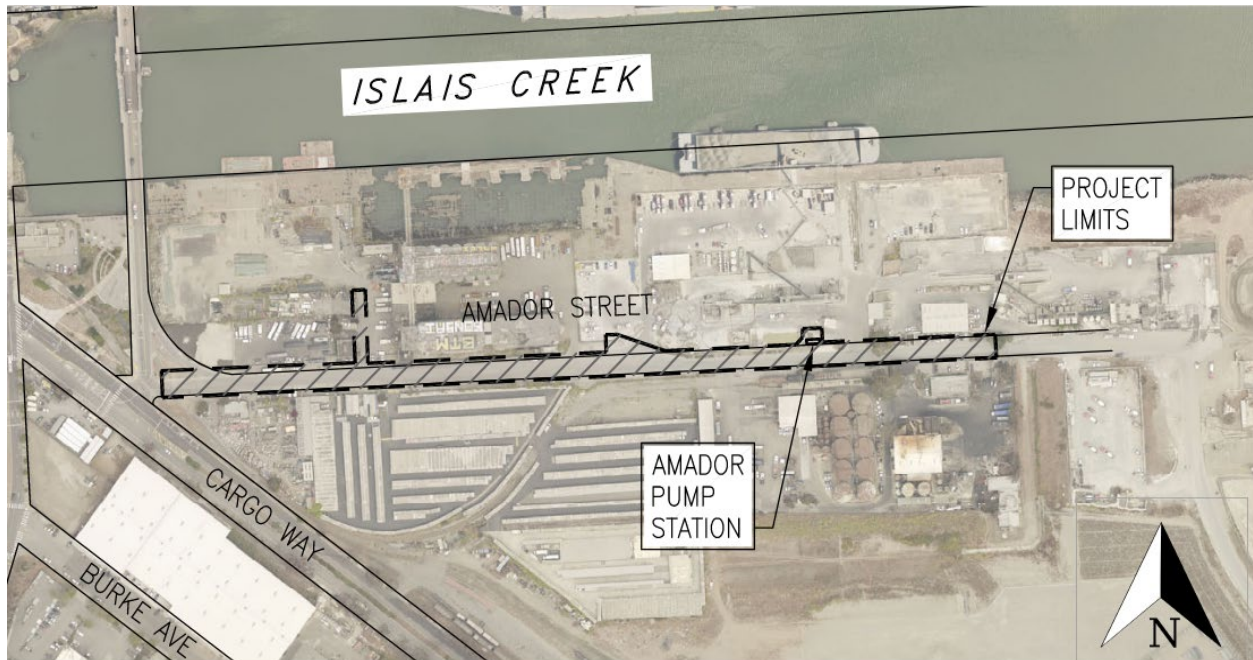 ISLAIS CREEK
PROJECT
LIMITS
AMADOR STREET
AMADOR
PUMP
STATION
CARGO WAY
BURKE AVE
N